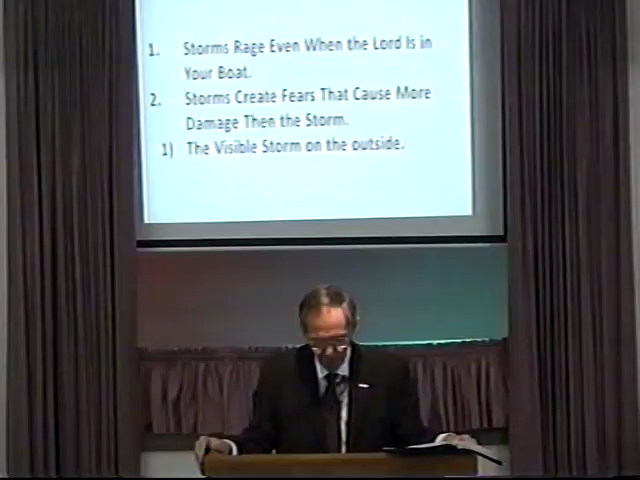 1. Storms Rage Even When the Lord Is in
Your Boat.
2. Storms Create Fears That Cause More
Damage Then the Storm.
1) The Visible Storm on the outside.